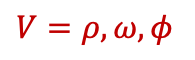 V = ρ, ω, ϕ